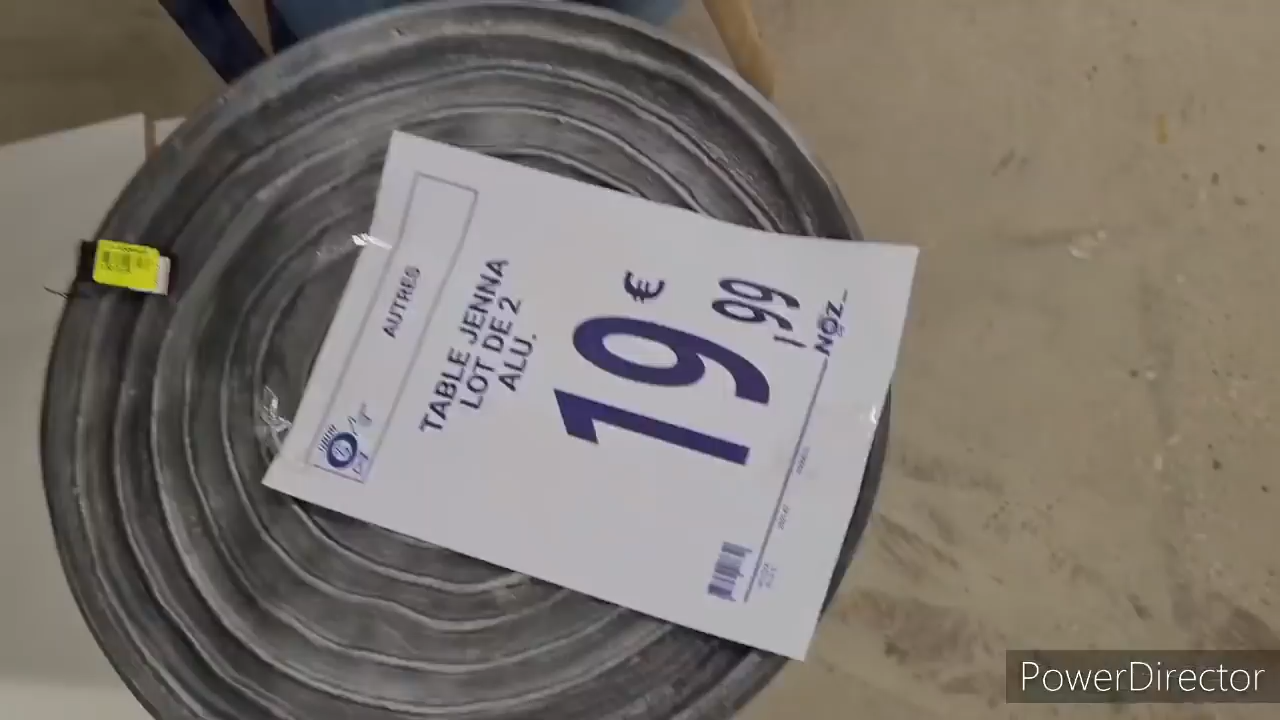 AUTRES
TABLE JENNA
LOT DE 2
ALU.
19 € 99
NOZ
PowerDirector